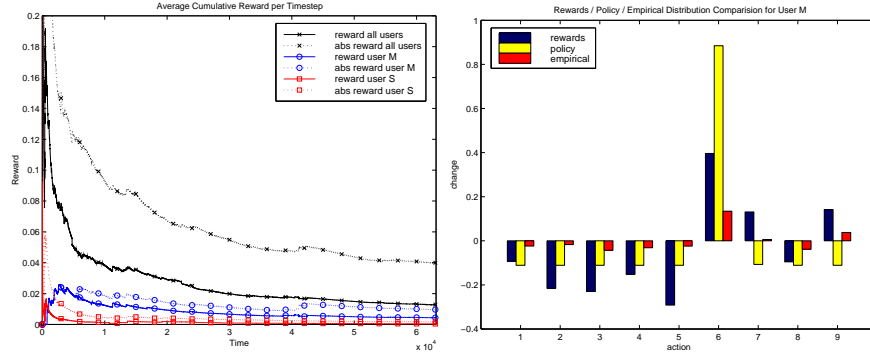 Average Cumulative Reward per Timestep
0.2
0.18
0.16
0.14
0.12
0.1
0.08
0.06
0.04
0.02
0
Reward
reward all users
abs reward all users
reward user M
abs reward user M
reward user S
abs reward user S
0 1 2 3 4 5 6
Time
x 10⁴
Rewards / Policy / Empirical Distribution Comparision for User M
1
0.8
0.6
0.4
0.2
0
−0.2
−0.4
change
rewards
policy
empirical
1 2 3 4 5 6 7 8 9
action